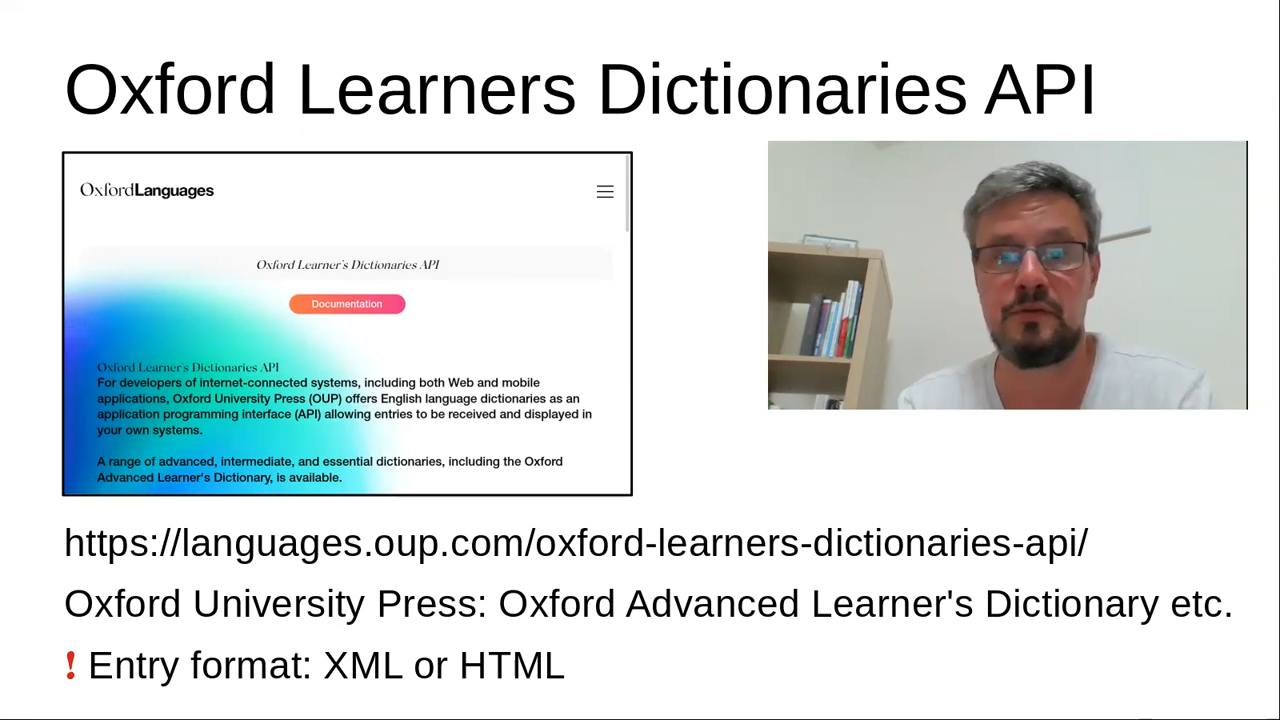 Oxford Learners Dictionaries API
OxfordLanguages
Oxford Learner's Dictionaries API
Documentation
Oxford Learner's Dictionaries API
For developers of internet-connected systems, including both Web and mobile
applications, Oxford University Press (OUP) offers English language dictionaries as an
application programming interface (API) allowing entries to be received and displayed in
your own systems.
A range of advanced, intermediate, and essential dictionaries, including the Oxford
Advanced Learner's Dictionary, is available.
https://languages.oup.com/oxford-learners-dictionaries-api/
Oxford University Press: Oxford Advanced Learner's Dictionary etc.
! Entry format: XML or HTML